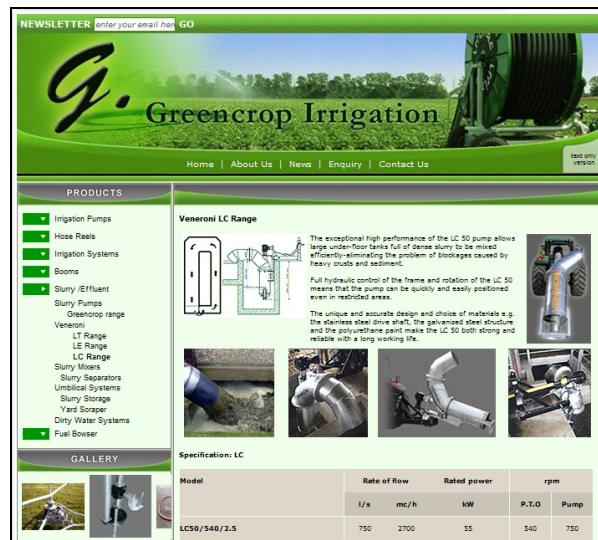 NEWSLETTER enter your email her GO
G.
Greencrop Irrigation
Home | About Us | News | Enquiry | Contact Us
text only
version
PRODUCTS
Irrigation Pumps
Hose Reels
Irrigation Systems
Booms
Slurry /Effluent
Slurry Pumps
Greencrop range
Veneroni
LT Range
LE Range
LC Range
Slurry Mixers
Slurry Separators
Umbilical Systems
Slurry Storage
Yard Scraper
Dirty Water Systems
Fuel Bowser
GALLERY
Veneroni LC Range
The exceptional high performance of the LC 50 pump allows
large under-floor tanks full of dense slurry to be mixed
efficiently-eliminating the problem of blockages caused by
heavy crusts and sediment.
Full hydraulic control of the frame and rotation of the LC 50
means that the pump can be quickly and easily positioned
even in restricted areas.
The unique and accurate design and choice of materials e.g.
the stainless steel drive shaft, the galvanized steel structure
and the polyurethane paint make the LC 50 both strong and
reliable with a long working life.
Specification: LC
Model Rate of flow Rated power rpm
l/s mc/h kW P.T.O Pump
LC50/540/2.5 750 2700 55 540 750